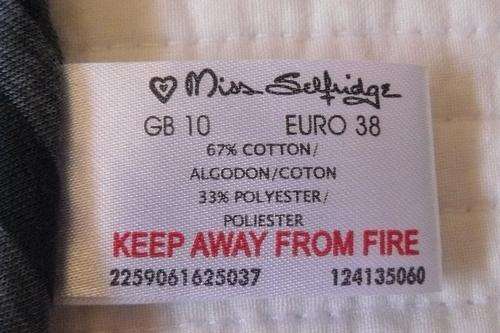 Miss Selfridge
GB 10 EURO 38
67% COTTON/
ALGODON/COTON
33% POLYESTER/
POLIESTER
KEEP AWAY FROM FIRE
2259061625037 124135060